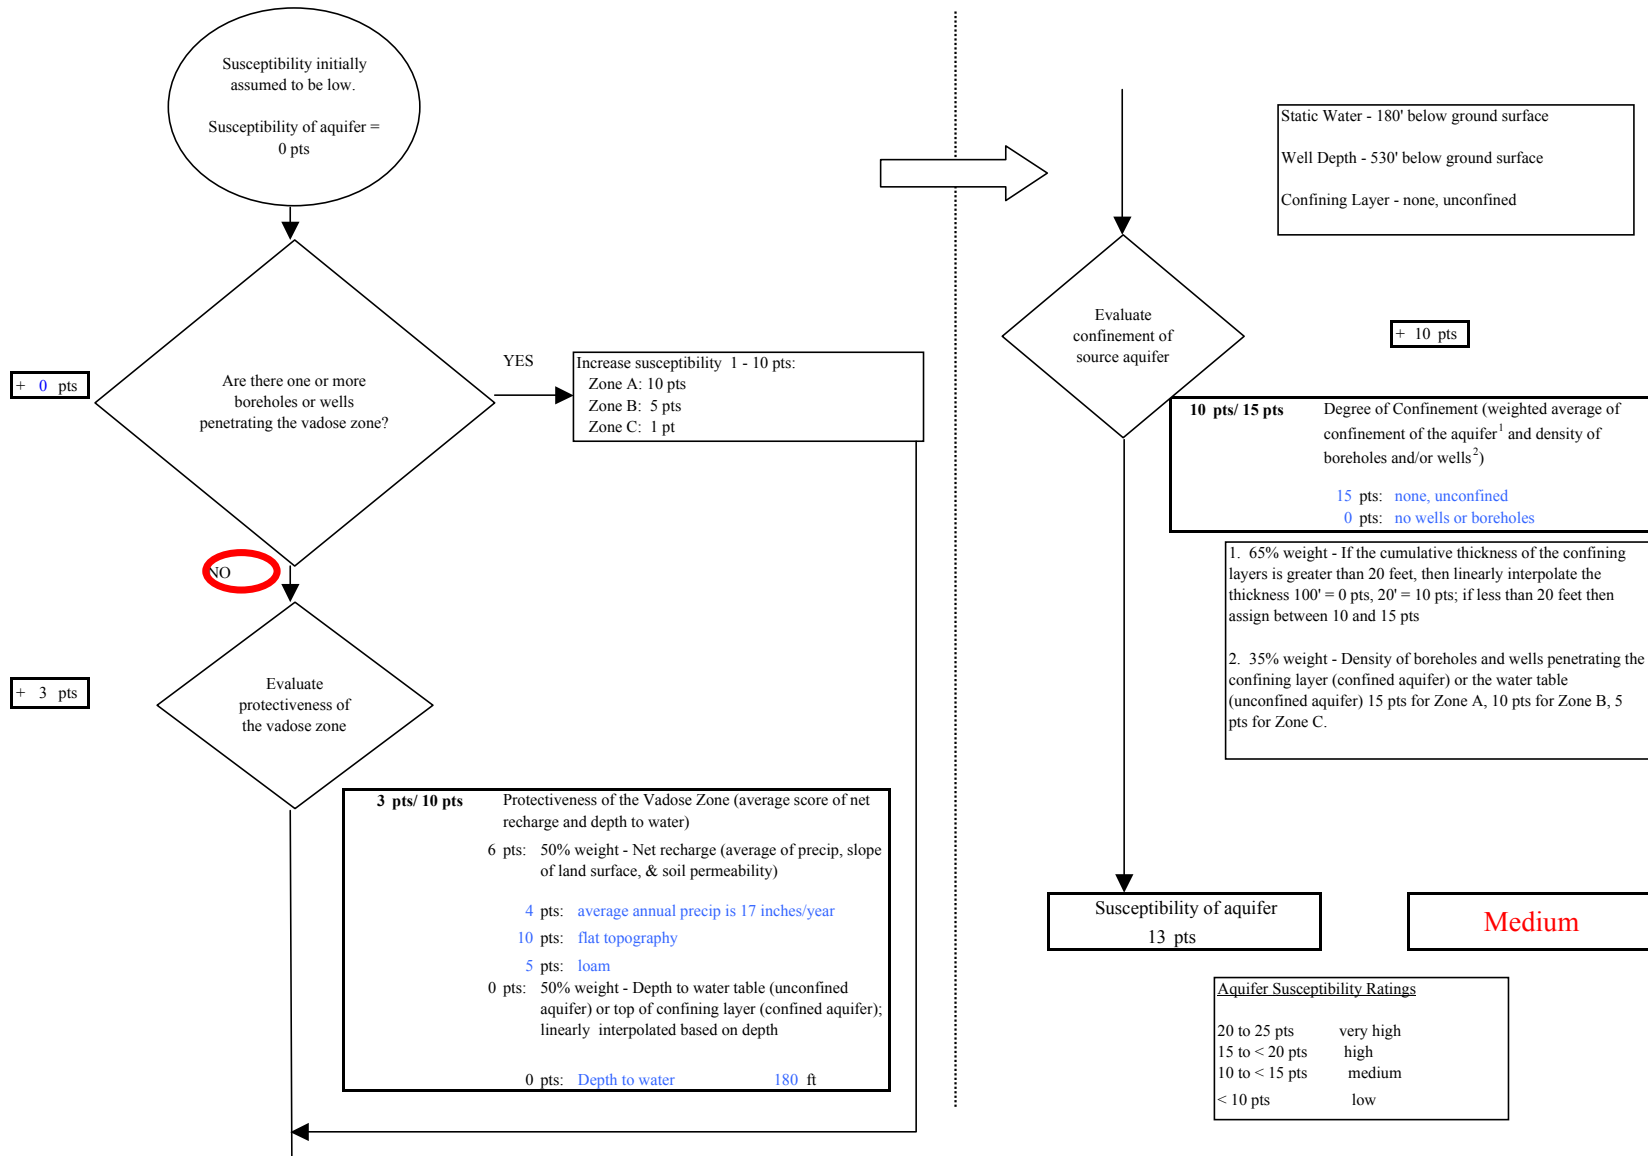 Susceptibility initially
assumed to be low.
Susceptibility of aquifer =
0 pts
+ 0 pts
Are there one or more
boreholes or wells
penetrating the vadose zone?
YES
Increase susceptibility 1 - 10 pts:
Zone A: 10 pts
Zone B: 5 pts
Zone C: 1 pt
NO
+ 3 pts
Evaluate
protectiveness of
the vadose zone
3 pts/ 10 pts Protectiveness of the Vadose Zone (average score of net
recharge and depth to water)
6 pts: 50% weight - Net recharge (average of precip, slope
of land surface, & soil permeability)
4 pts: average annual precip is 17 inches/year
10 pts: flat topography
5 pts: loam
0 pts: 50% weight - Depth to water table (unconfined
aquifer) or top of confining layer (confined aquifer);
linearly interpolated based on depth
0 pts: Depth to water 180 ft
Static Water - 180' below ground surface
Well Depth - 530' below ground surface
Confining Layer - none, unconfined
Evaluate
confinement of
source aquifer
+ 10 pts
10 pts/ 15 pts Degree of Confinement (weighted average of
confinement of the aquifer1 and density of
boreholes and/or wells2)
15 pts: none, unconfined
0 pts: no wells or boreholes
1. 65% weight - If the cumulative thickness of the confining
layers is greater than 20 feet, then linearly interpolate the
thickness 100' = 0 pts, 20' = 10 pts; if less than 20 feet then
assign between 10 and 15 pts
2. 35% weight - Density of boreholes and wells penetrating the
confining layer (confined aquifer) or the water table
(unconfined aquifer) 15 pts for Zone A, 10 pts for Zone B, 5
pts for Zone C.
Susceptibility of aquifer
13 pts
Medium
Aquifer Susceptibility Ratings
20 to 25 pts very high
15 to < 20 pts high
10 to < 15 pts medium
< 10 pts low